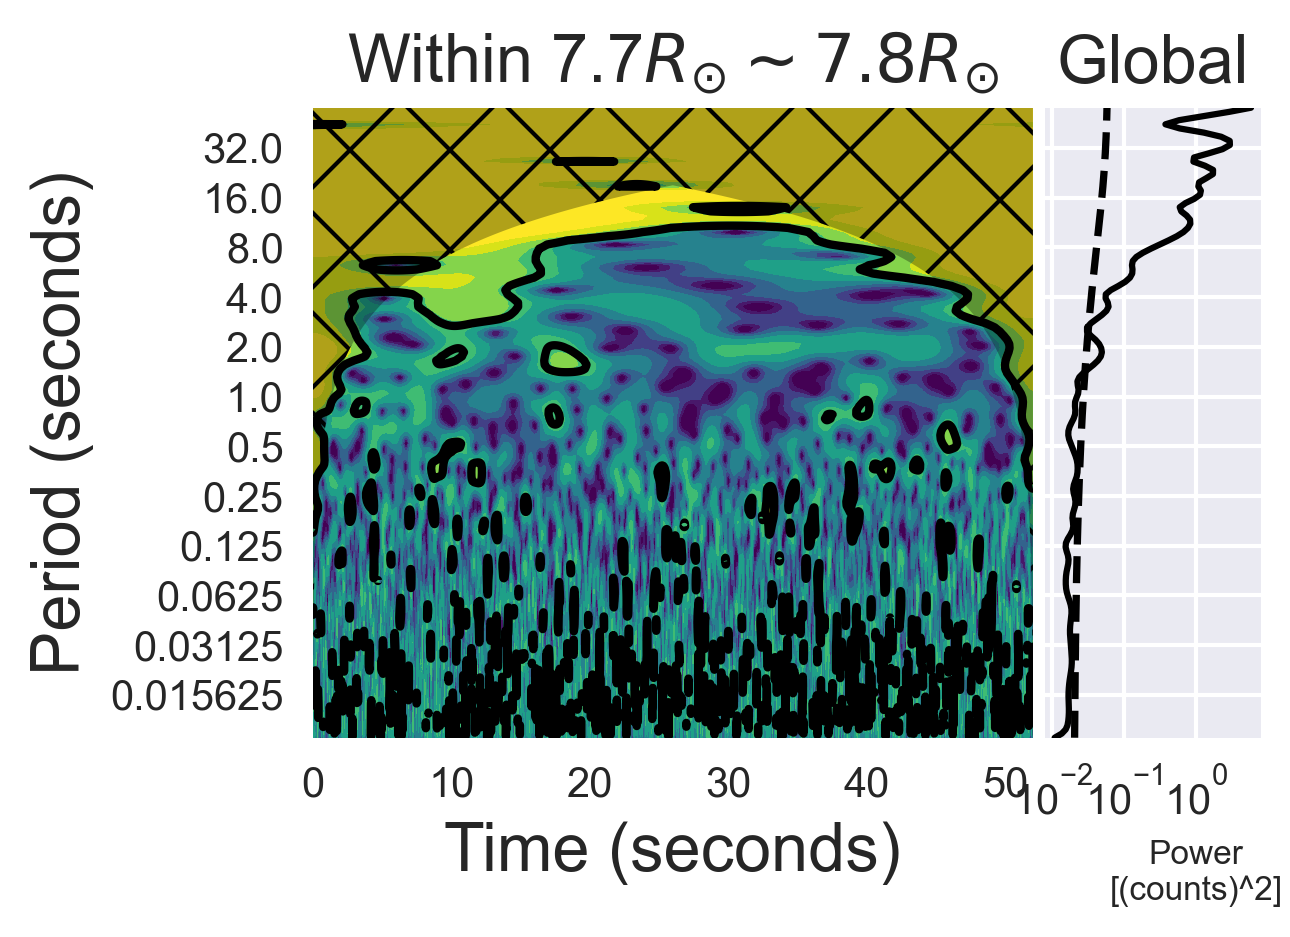 Within 7.7R☉ ~ 7.8R☉
Global
Period (seconds)
32.0
16.0
8.0
4.0
2.0
1.0
0.5
0.25
0.125
0.0625
0.03125
0.015625
0 10 20 30 40 50
10⁻² 10⁻¹ 10⁰
Time (seconds)
Power
[(counts)^2]